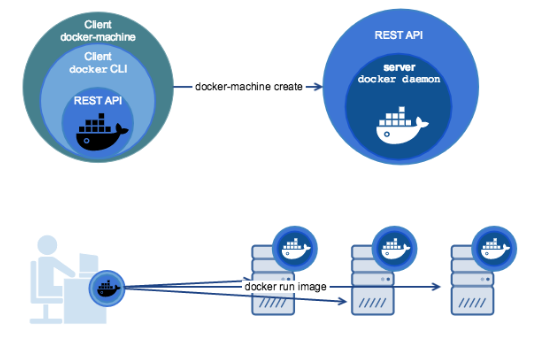 Client
docker-machine
Client
docker CLI
REST API
docker-machine create
REST API
server
docker daemon
docker run image